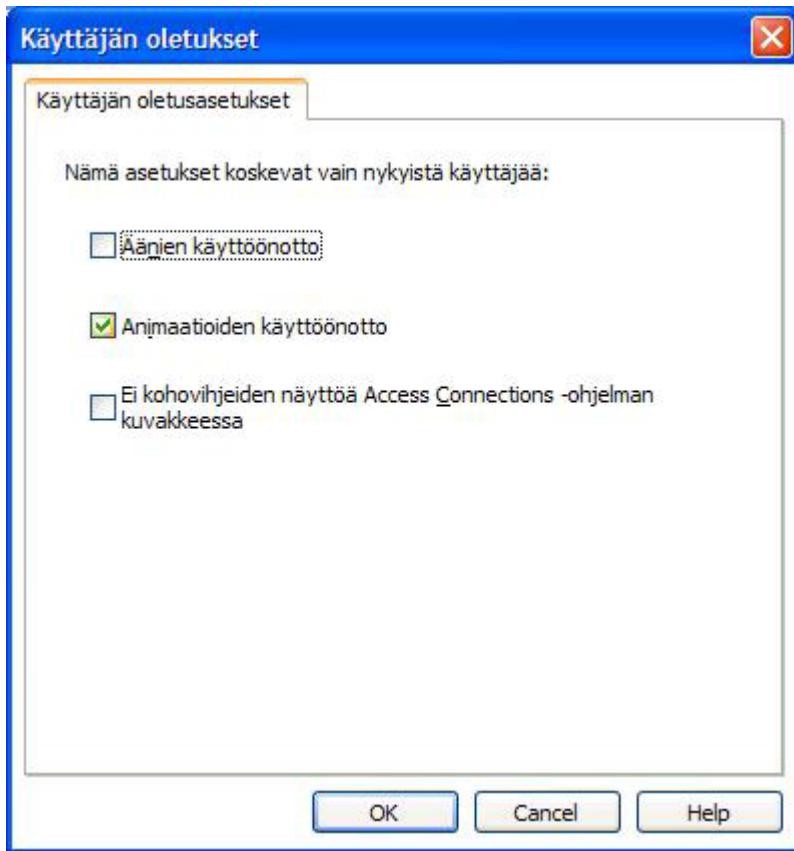 Käyttäjän oletukset
Käyttäjän oletusasetukset
Nämä asetukset koskevat vain nykyistä käyttäjää:
Äänien käyttöönotto
Animaatioiden käyttöönotto
Ei kohovihjeiden näyttöä Access Connections -ohjelman
kuvakkeessa
OK Cancel Help